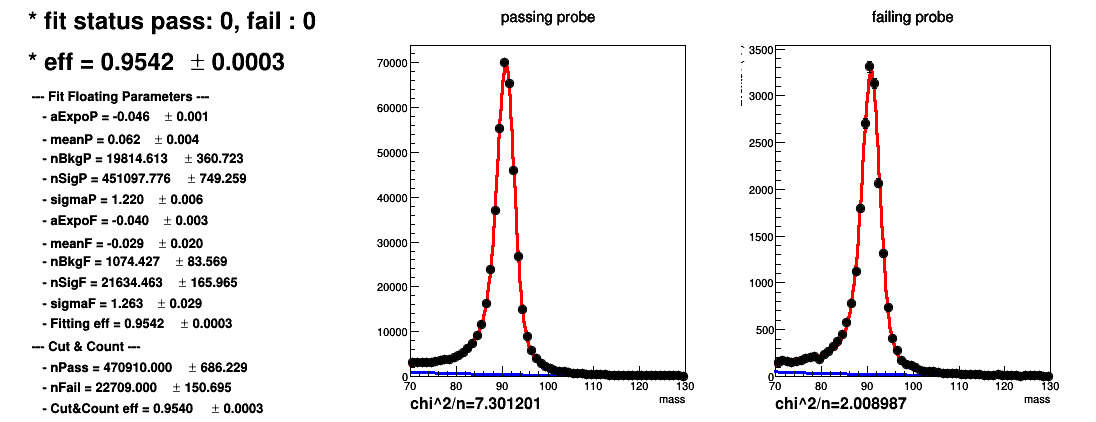 * fit status pass: 0, fail : 0
* eff = 0.9542 ± 0.0003
--- Fit Floating Parameters ---
- aExpoP = -0.046 ± 0.001
- meanP = 0.062 ± 0.004
- nBkgP = 19814.613 ± 360.723
- nSigP = 451097.776 ± 749.259
- sigmaP = 1.220 ± 0.006
- aExpoF = -0.040 ± 0.003
- meanF = -0.029 ± 0.020
- nBkgF = 1074.427 ± 83.569
- nSigF = 21634.463 ± 165.965
- sigmaF = 1.263 ± 0.029
- Fitting eff = 0.9542 ± 0.0003
--- Cut & Count ---
- nPass = 470910.000 ± 686.229
- nFail = 22709.000 ± 150.695
- Cut&Count eff = 0.9540 ± 0.0003
passing probe
70000
60000
50000
40000
30000
20000
10000
0
70 80 90 100 110 120 130
mass
chi^2/n=7.301201
failing probe
3500
3000
2500
2000
1500
1000
500
0
70 80 90 100 110 120 130
mass
chi^2/n=2.008987